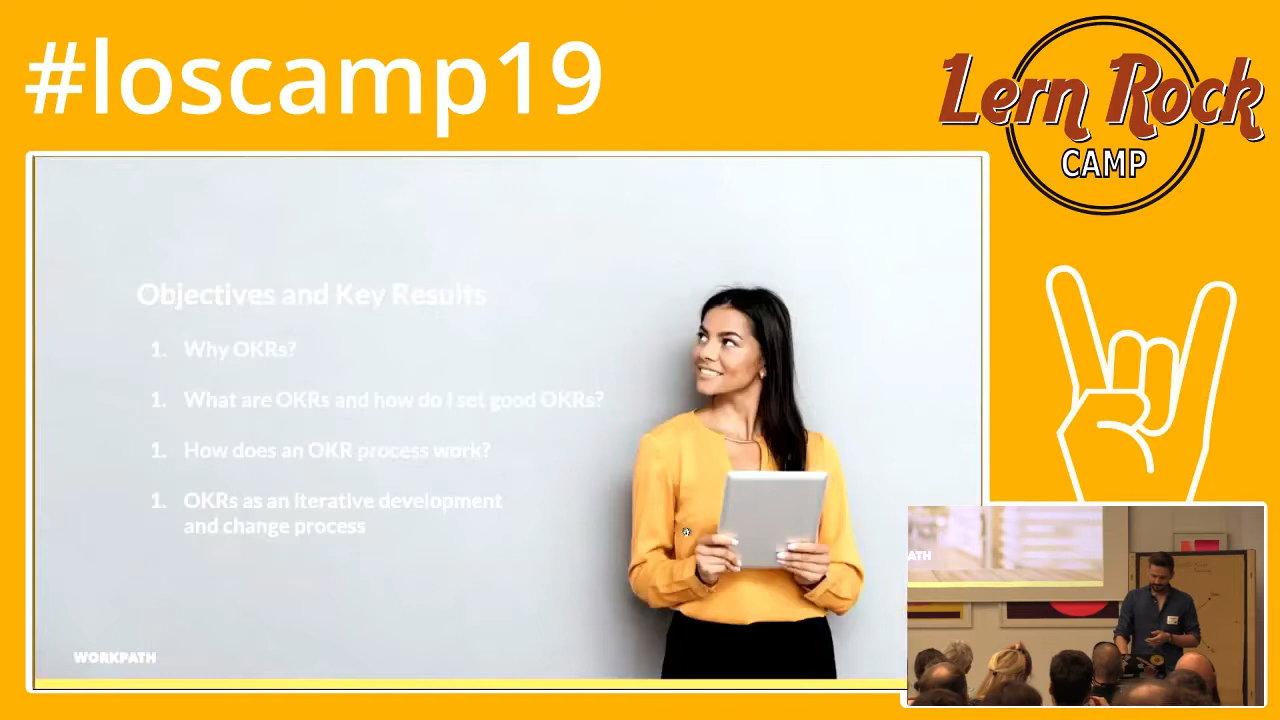 #loscamp19
Lern Rock
CAMP
Objectives and Key Results
1. Why OKRs?
1. What are OKRs and how do I set good OKRs?
1. How does an OKR process work?
1. OKRs as an iterative development
and change process
WORKPATH
ATH